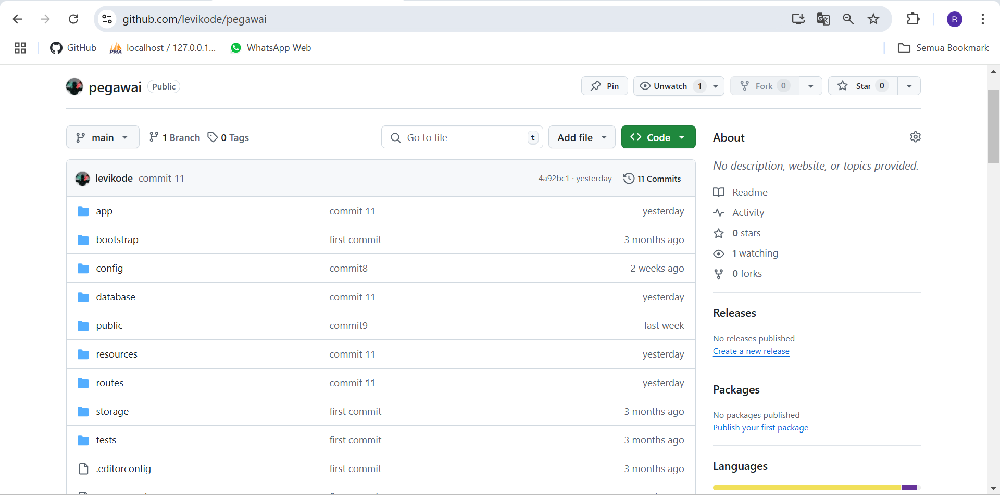 github.com/levikode/pegawai
R
GitHub
PMA localhost / 127.0.0.1...
WhatsApp Web
Semua Bookmark
pegawai Public
Pin
Unwatch 1
Fork 0
Star 0
main
1 Branch
0 Tags
Go to file t
Add file
Code
levikode commit 11 4a92bc1 · yesterday 11 Commits
app commit 11 yesterday
bootstrap first commit 3 months ago
config commit8 2 weeks ago
database commit 11 yesterday
public commit9 last week
resources commit 11 yesterday
routes commit 11 yesterday
storage first commit 3 months ago
tests first commit 3 months ago
.editorconfig first commit 3 months ago
About
No description, website, or topics provided.
Readme
Activity
0 stars
1 watching
0 forks
Releases
No releases published
Create a new release
Packages
No packages published
Publish your first package
Languages